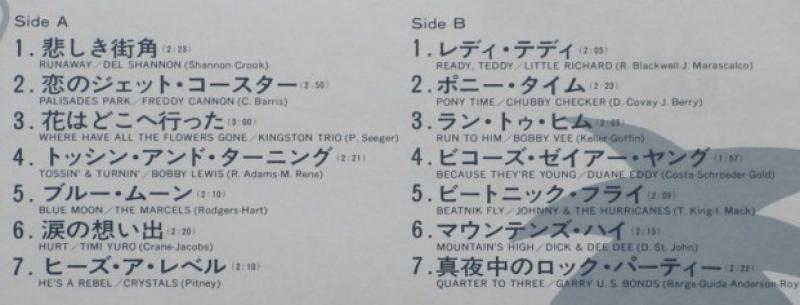 Side A
1. 悲しき街角 (2:23)
RUNAWAY/DEL SHANNON (Shannon·Crook)
2. 恋のジェット・コースター (2:50)
PALISADES PARK/FREDDY CANNON (C. Barris)
3. 花はどこへ行った (3:00)
WHERE HAVE ALL THE FLOWERS GONE/KINGSTON TRIO (P. Seeger)
4. トッシン・アンド・ターニング (2:21)
TOSSIN' & TURNIN'/BOBBY LEWIS (R. Adams·M. Rene)
5. ブルー・ムーン (2:10)
BLUE MOON/THE MARCELS (Rodgers·Hart)
6. 涙の想い出 (2:20)
HURT/TIMI YURO (Crane·Jacobs)
7. ヒーズ・ア・レベル (2:10)
HE'S A REBEL/CRYSTALS (Pitney)
Side B
1. レディ・テディ (2:05)
READY, TEDDY/LITTLE RICHARD (R. Blackwell·J. Marascalco)
2. ポニー・タイム (2:23)
PONY TIME/CHUBBY CHECKER (D. Covay·J. Berry)
3. ラン・トゥ・ヒム
RUN TO HIM/BOBBY VEE (Keller·Goffin)
4. ビコーズ・ゼイアー・ヤング (1:57)
BECAUSE THEY'RE YOUNG/DUANE EDDY (Costa·Schroeder·Gold)
5. ビートニック・フライ (2:09)
BEATNIK FLY/JOHNNY & THE HURRICANES (T. King·I. Mack)
6. マウンテンズ・ハイ (2:15)
MOUNTAIN'S HIGH/DICK & DEE DEE (D. St. John)
7. 真夜中のロック・パーティー (2:22)
QUARTER TO THREE/GARRY U. S. BONDS (Barge·Guida·Anderson·Roy